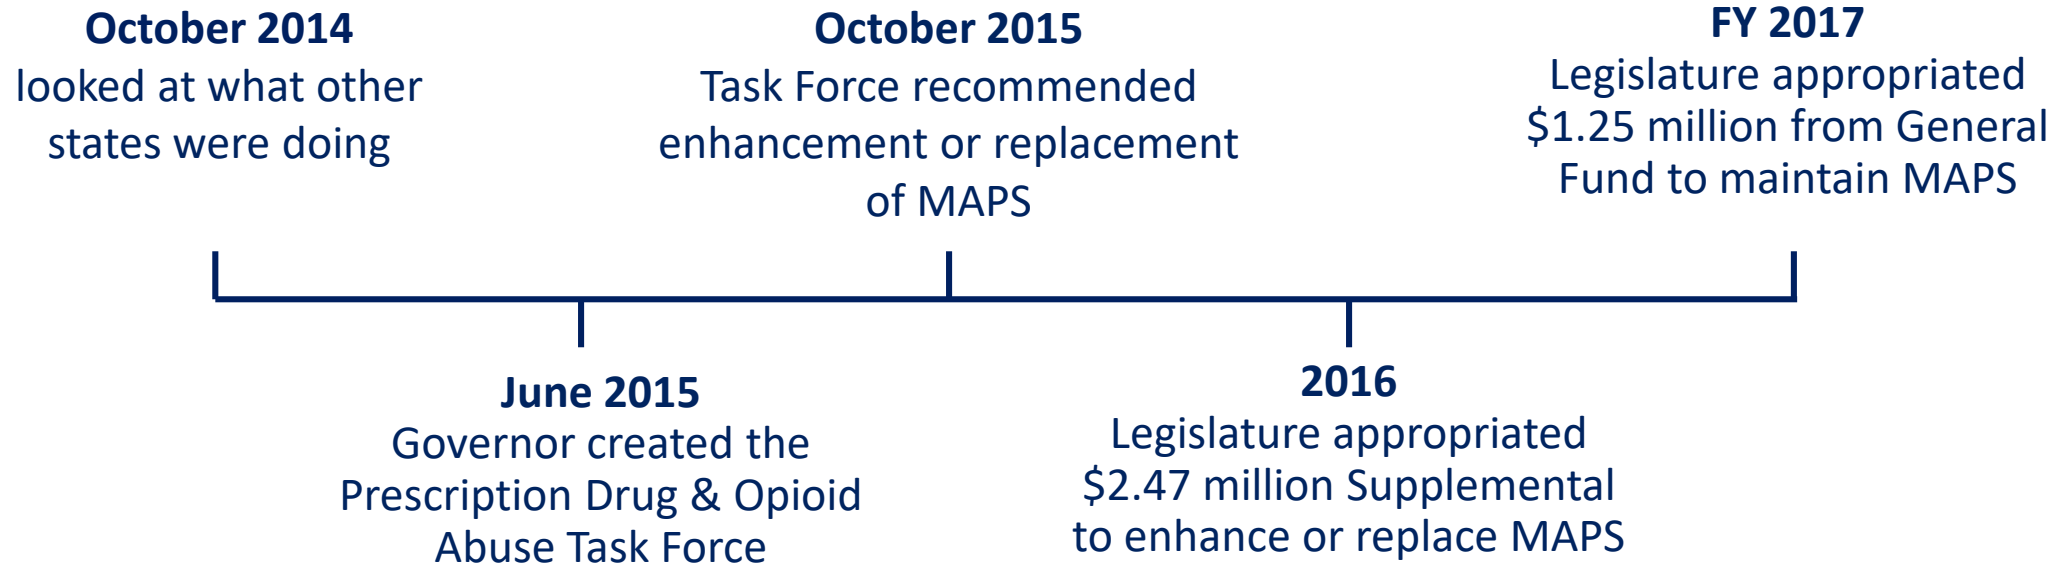 October 2014
looked at what other
states were doing
October 2015
Task Force recommended
enhancement or replacement
of MAPS
FY 2017
Legislature appropriated
$1.25 million from General
Fund to maintain MAPS
June 2015
Governor created the
Prescription Drug & Opioid
Abuse Task Force
2016
Legislature appropriated
$2.47 million Supplemental
to enhance or replace MAPS